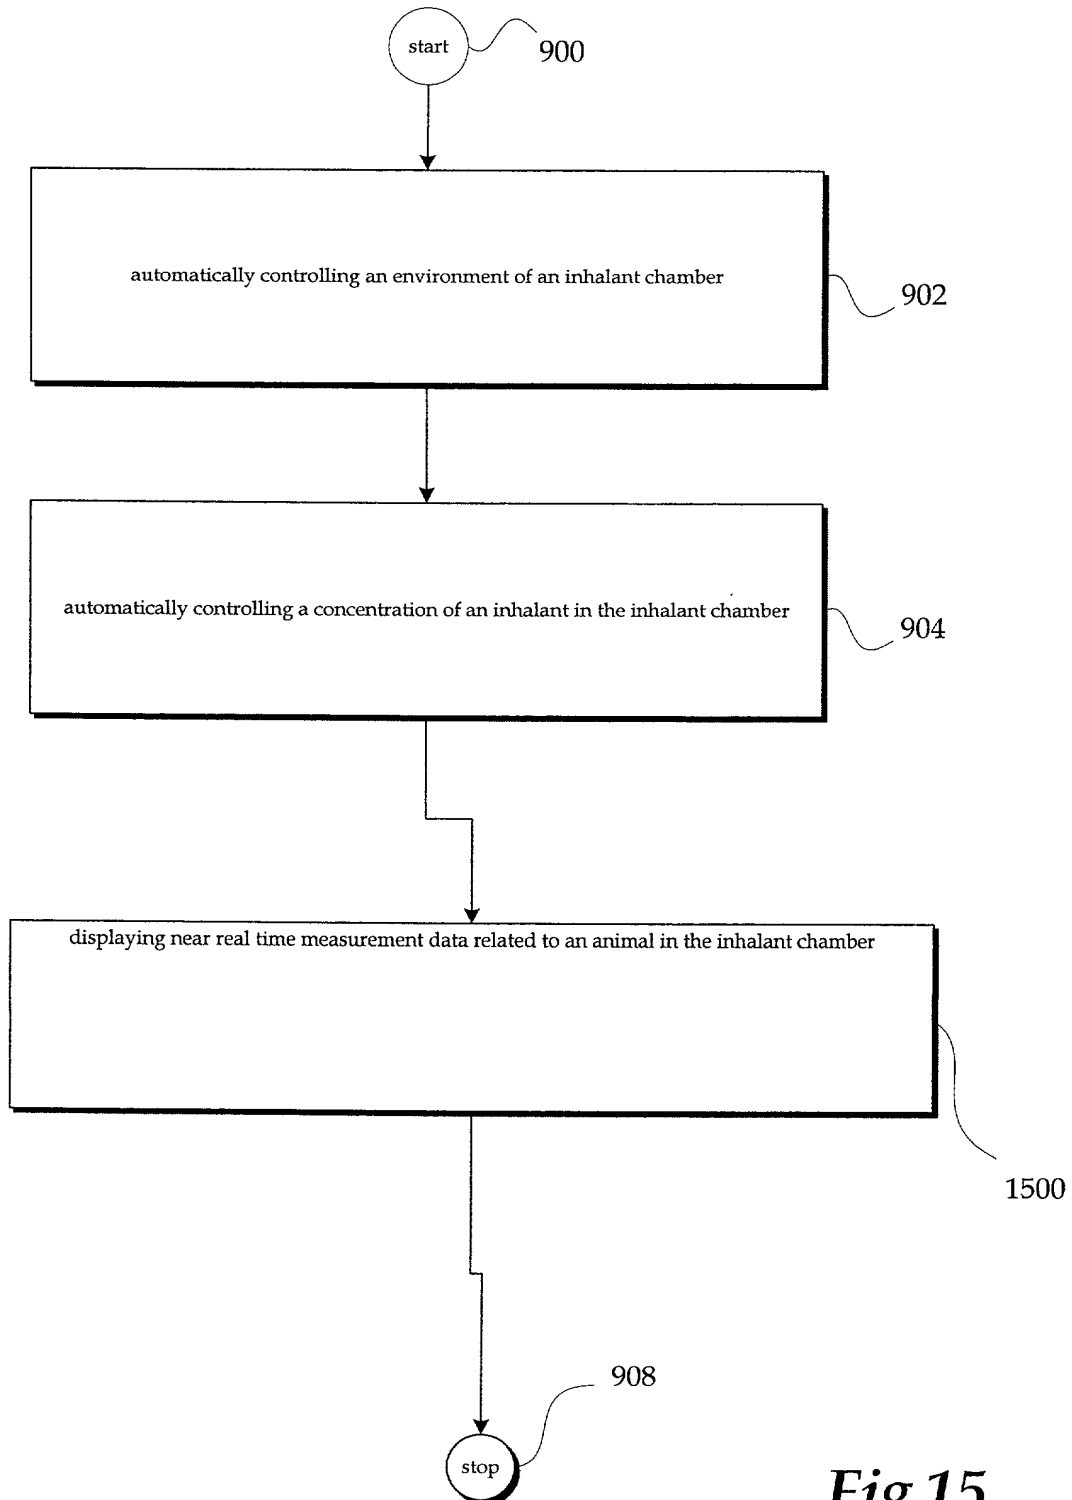 start
900
automatically controlling an environment of an inhalant chamber
902
automatically controlling a concentration of an inhalant in the inhalant chamber
904
displaying near real time measurement data related to an animal in the inhalant chamber
1500
908
stop
Fig 15